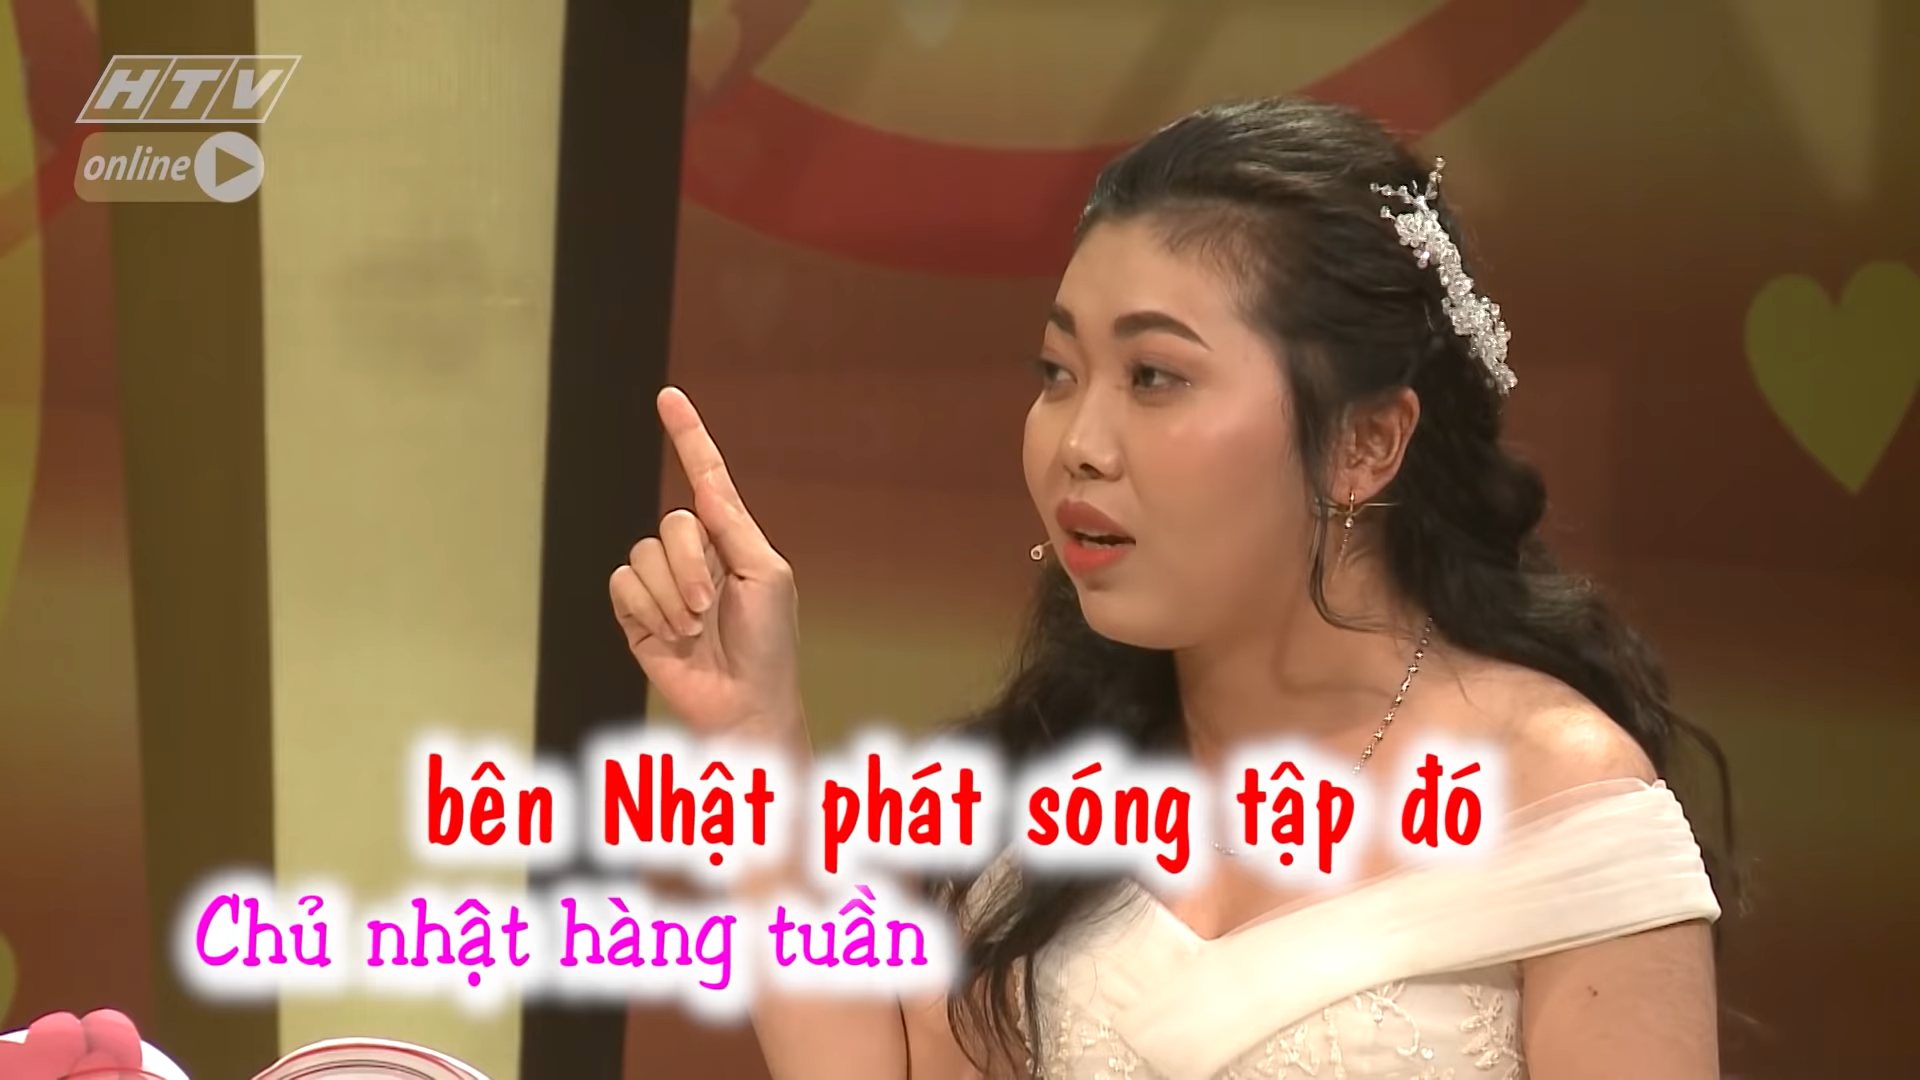 HTV
online
bên Nhật phát sóng tập đó
Chủ nhật hàng tuần